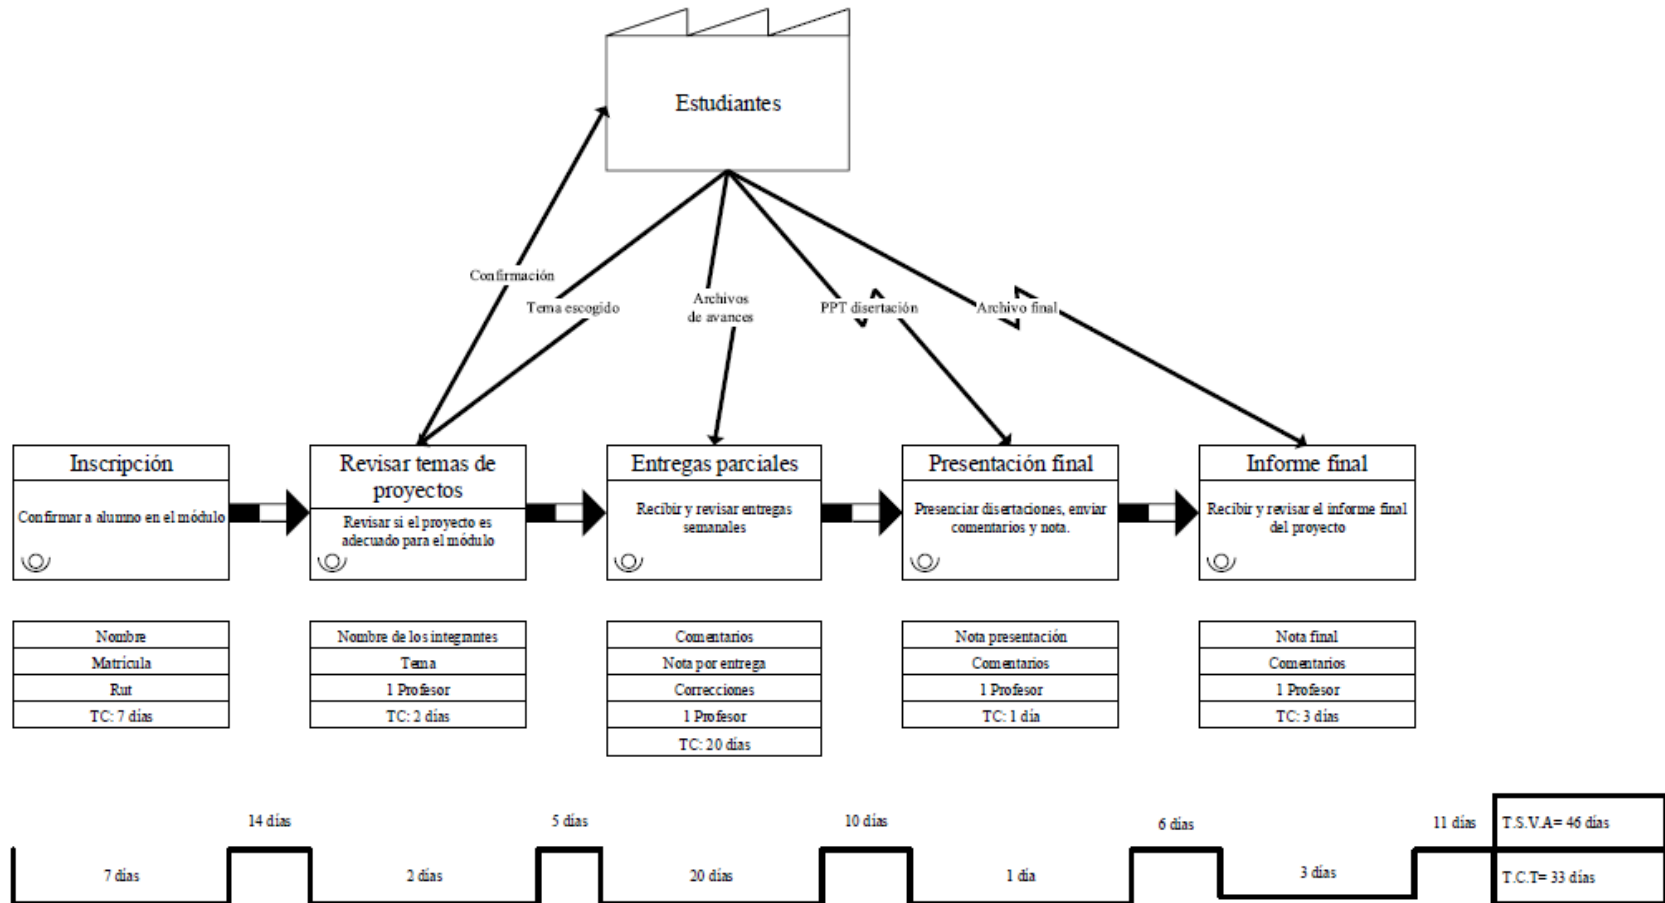 Estudiantes
Confirmación
Tema escogido
Archivos
de avances
PPT disertación
Archivo final
Inscripción
Confirmar a alumno en el módulo
Revisar temas de
proyectos
Revisar si el proyecto es
adecuado para el módulo
Entregas parciales
Recibir y revisar entregas
semanales
Presentación final
Presenciar disertaciones, enviar
comentarios y nota.
Informe final
Recibir y revisar el informe final
del proyecto
Nombre
Matrícula
Rut
TC: 7 días
Nombre de los integrantes
Tema
1 Profesor
TC: 2 días
Comentarios
Nota por entrega
Correcciones
1 Profesor
TC: 20 días
Nota presentación
Comentarios
1 Profesor
TC: 1 día
Nota final
Comentarios
1 Profesor
TC: 3 días
14 días
5 días
10 días
6 días
11 días
T.S.V.A= 46 días
7 días
2 días
20 días
1 día
3 días
T.C.T= 33 días